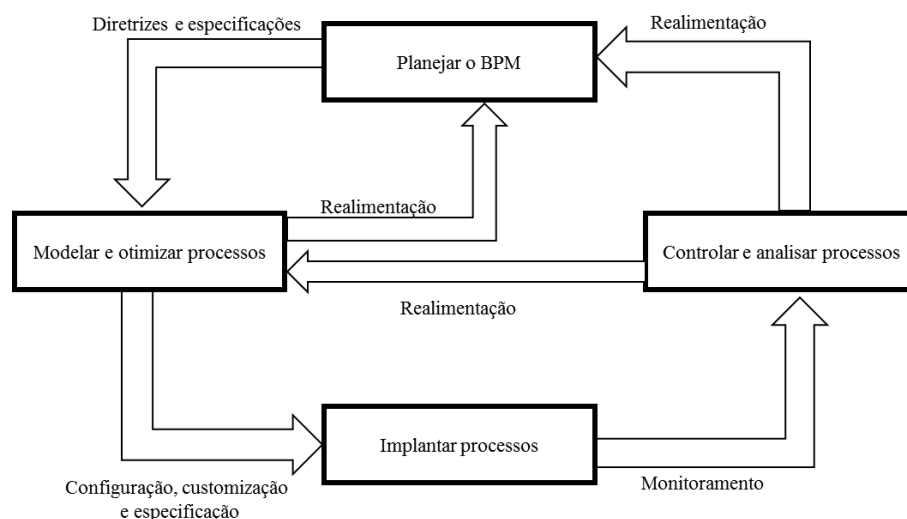 Diretrizes e especificações
Realimentação
Planejar o BPM
Realimentação
Modelar e otimizar processos
Controlar e analisar processos
Realimentação
Implantar processos
Configuração, customização
e especificação
Monitoramento